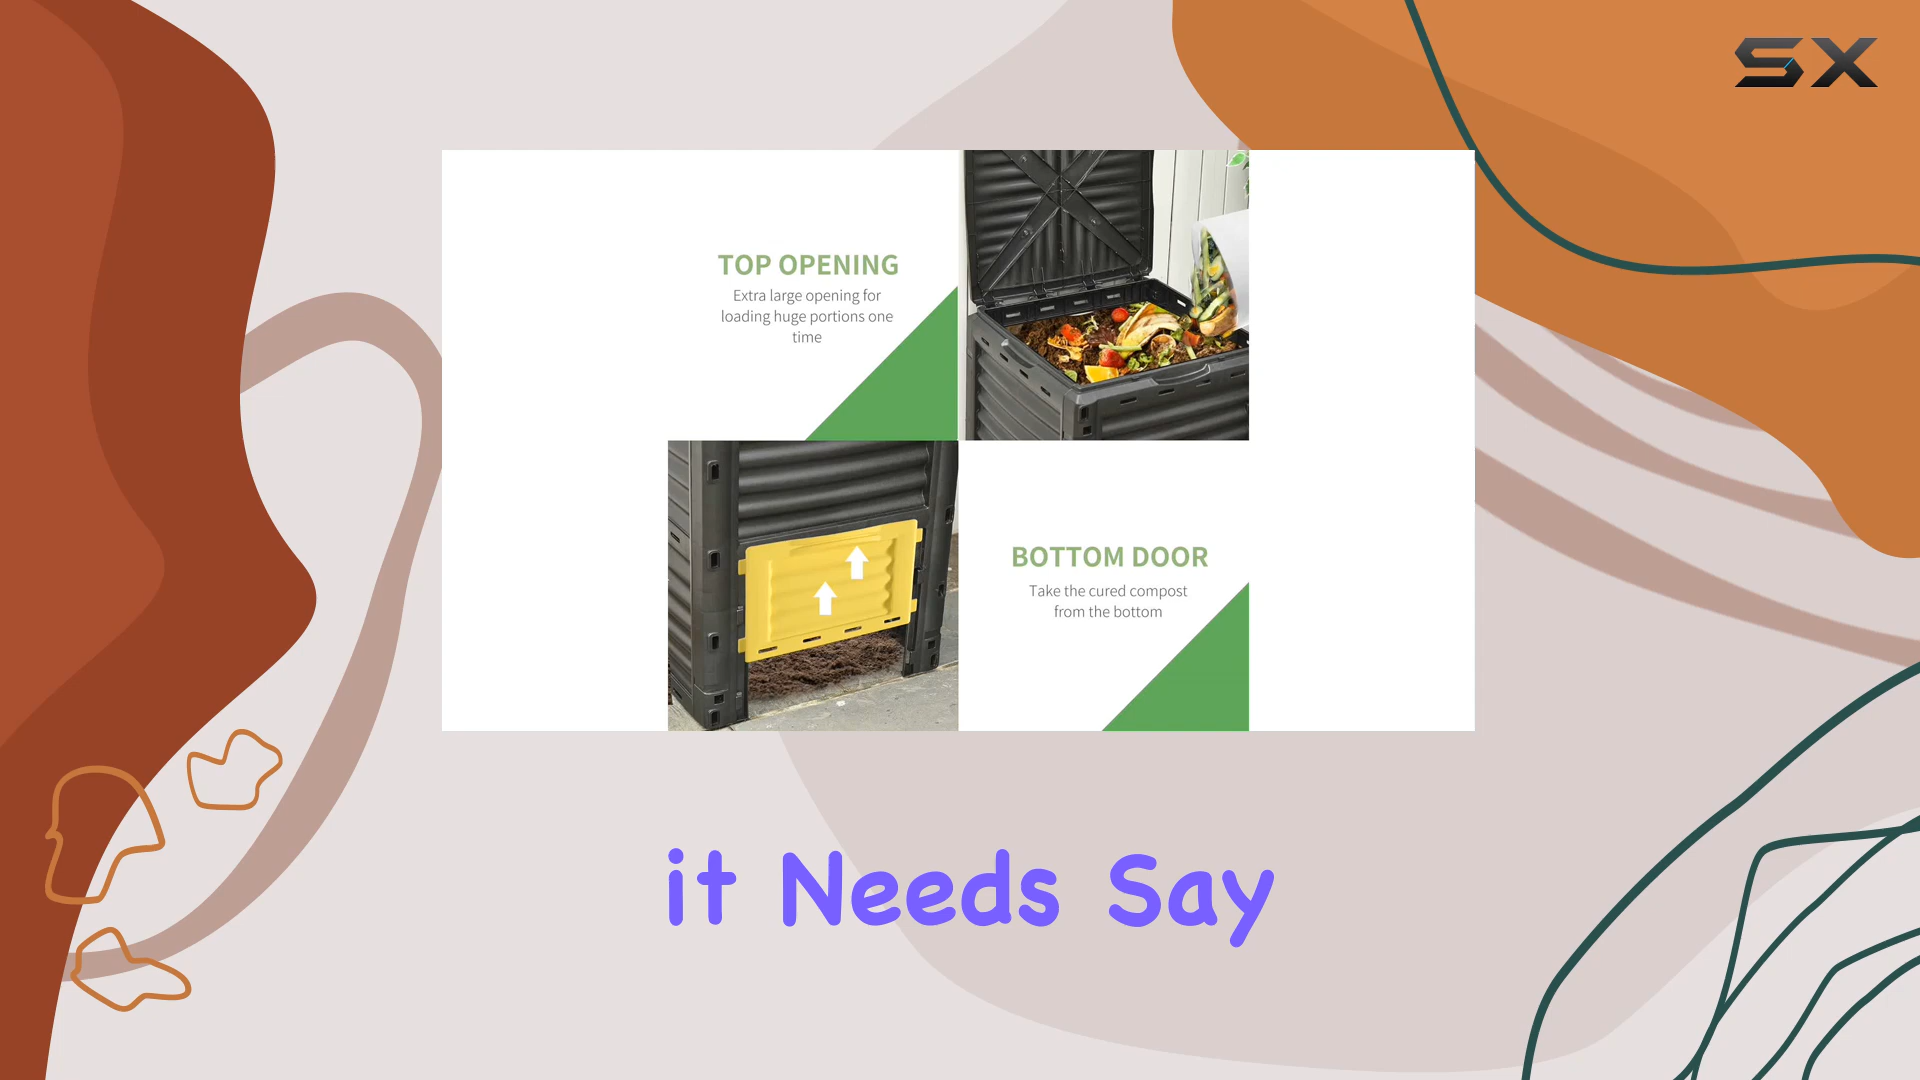 SX
TOP OPENING
Extra large opening for
loading huge portions one
time
BOTTOM DOOR
Take the cured compost
from the bottom
it Needs Say